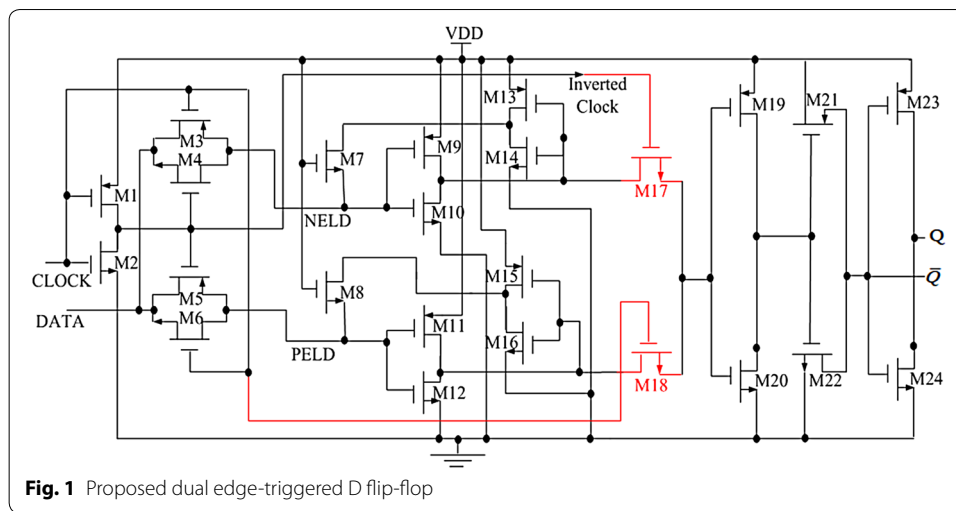 VDD
Inverted
Clock
M13
M19
M21
M23
M3
M4
M7
M9
M14
M17
M1
M10
NELD
M2
CLOCK
Q
Q̅
M15
M5
M6
M8
M11
M16
DATA
PELD
M18
M12
M20
M22
M24
Fig. 1 Proposed dual edge-triggered D flip-flop